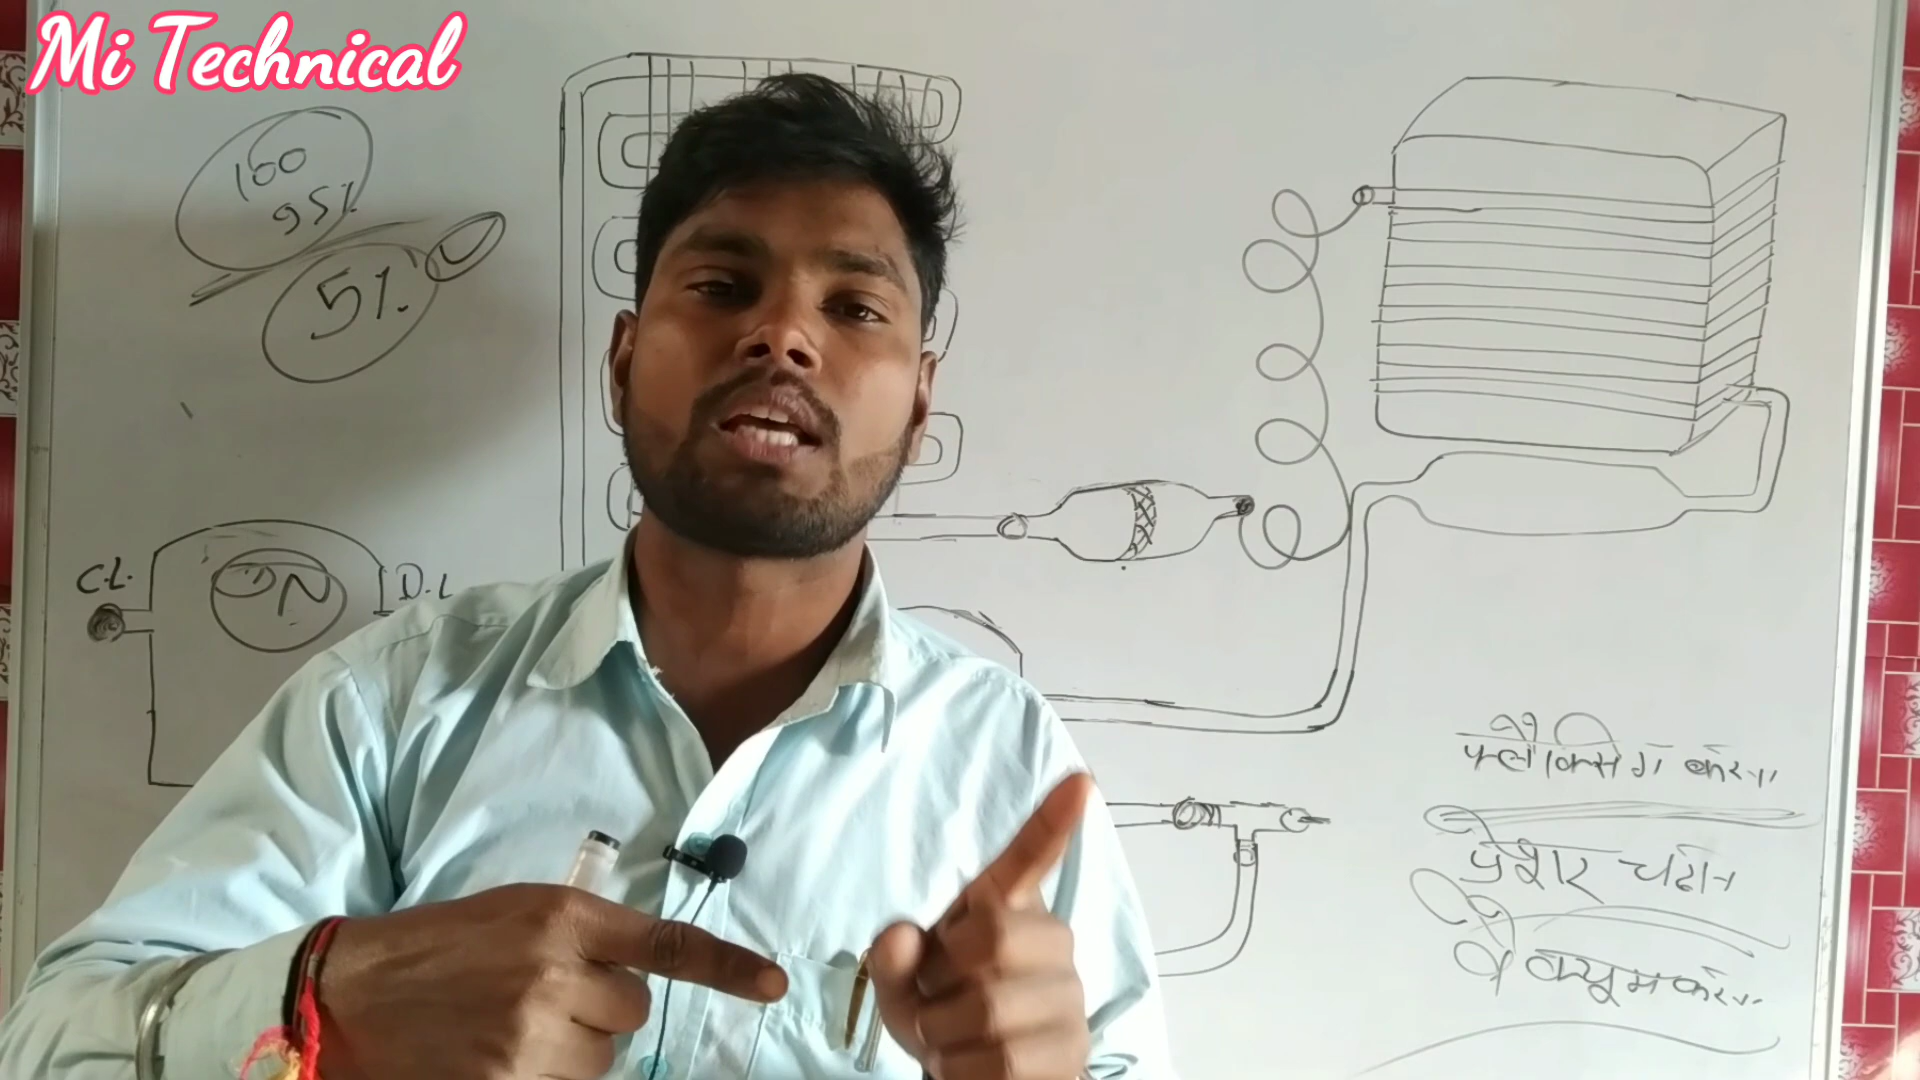 Mi Technical
100
95%
5%.
C.L.
ON
D.L
फ्लेक्सिंग करना
प्रेशर चढ़ाना
वैक्यूम करना